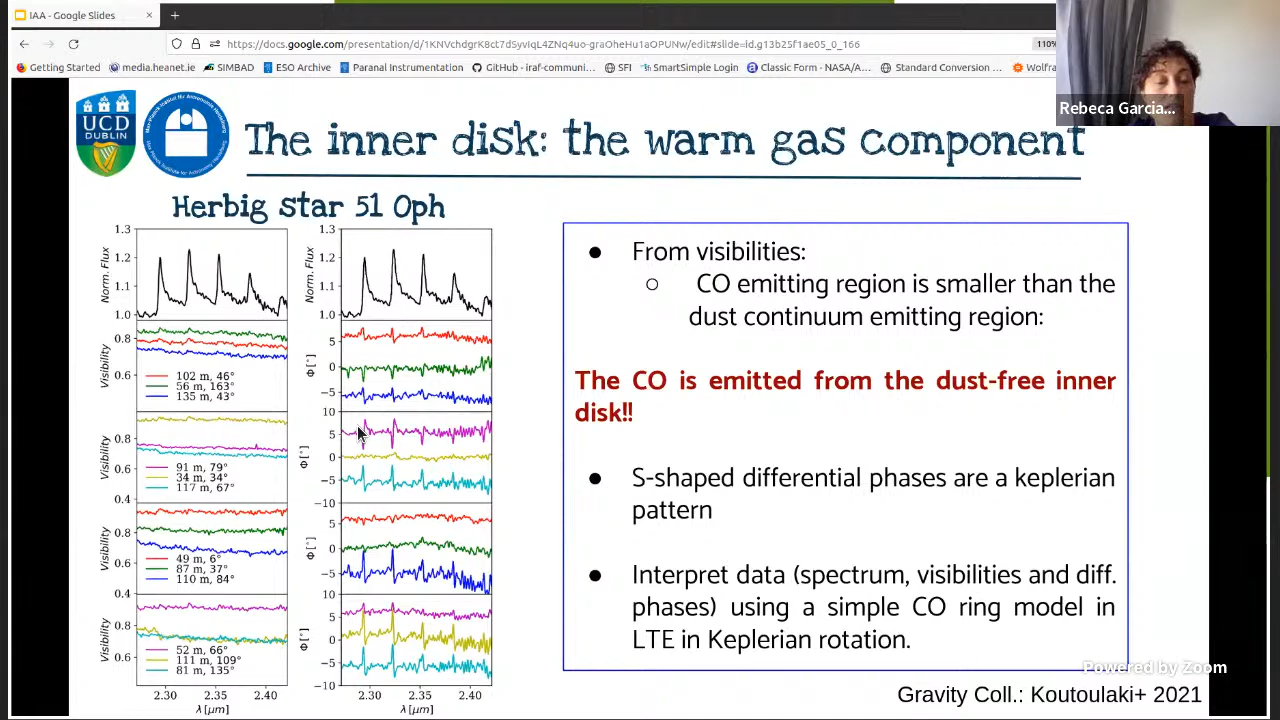 IAA - Google Slides
https://docs.google.com/presentation/d/1KNVchdgrK8ct7dSyvIqL4ZNq4uo-graOheHu1aOPUNw/edit#slide=id.g13b25f1ae05_0_166
110%
Getting Started
media.heanet.ie
SIMBAD
ESO Archive
Paranal Instrumentation
GitHub - iraf-communi...
SFI
SmartSimple Login
Classic Form - NASA/A...
Standard Conversion ...
Wolfra
Rebeca Garcia...
UCD
DUBLIN
The inner disk: the warm gas component
Herbig star 51 Oph
Norm. Flux
1.3
1.2
1.1
1.0
Visibility
0.8
0.6
102 m, 46°
56 m, 163°
135 m, 43°
Visibility
0.8
0.6
0.4
91 m, 79°
34 m, 34°
117 m, 67°
Visibility
0.8
0.6
0.4
49 m, 6°
87 m, 37°
110 m, 84°
Visibility
0.8
0.6
52 m, 66°
111 m, 109°
81 m, 135°
2.30 2.35 2.40
λ [μm]
Norm. Flux
1.3
1.2
1.1
1.0
Φ [°]
5
0
−5
10
Φ [°]
5
0
−5
−10
Φ [°]
5
0
−5
10
Φ [°]
5
0
−5
−10
2.30 2.35 2.40
λ [μm]
● From visibilities:
○ CO emitting region is smaller than the
dust continuum emitting region:
The CO is emitted from the dust-free inner
disk!!
● S-shaped differential phases are a keplerian
pattern
● Interpret data (spectrum, visibilities and diff.
phases) using a simple CO ring model in
LTE in Keplerian rotation.
Powered by Zoom
Gravity Coll.: Koutoulaki+ 2021